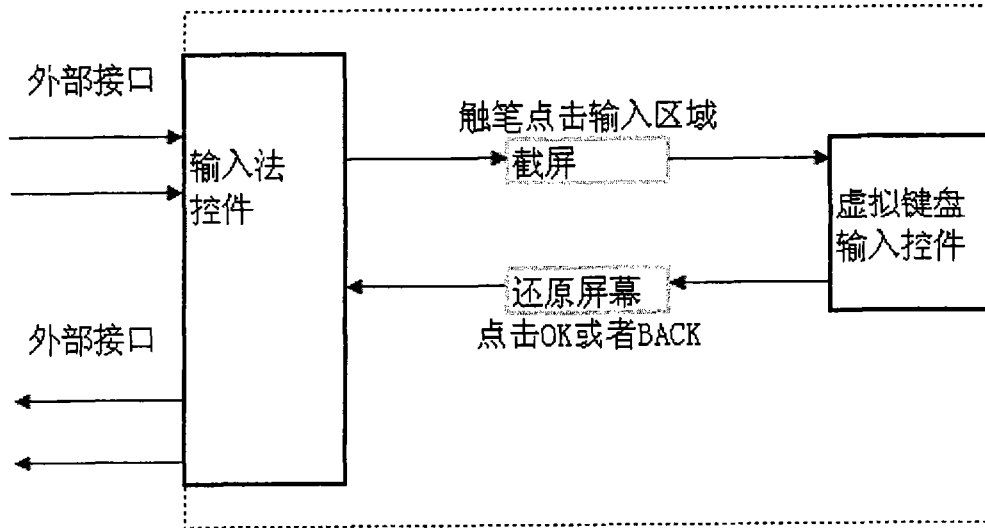 外部接口
输入法
控件
触笔点击输入区域
截屏
虚拟键盘
输入控件
还原屏幕
点击OK或者BACK
外部接口